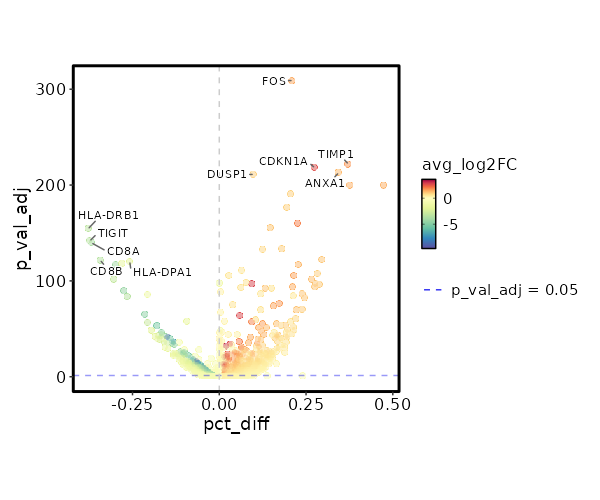 FOS
TIMP1
CDKN1A
DUSP1
ANXA1
HLA-DRB1
TIGIT
CD8A
CD8B
HLA-DPA1
300
200
100
0
p_val_adj
-0.25
0.00
0.25
0.50
pct_diff
avg_log2FC
0
-5
p_val_adj = 0.05